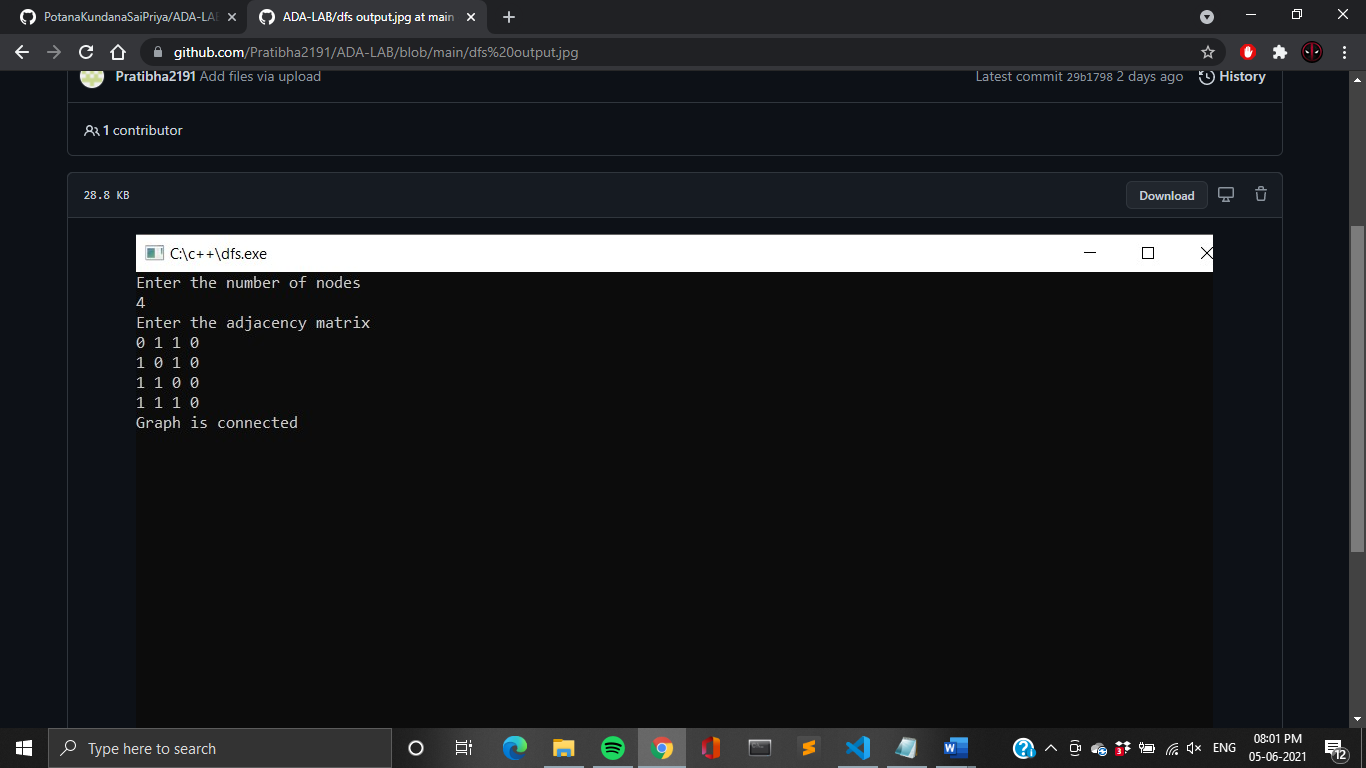 PotanaKundanaSaiPriya/ADA-LA
ADA-LAB/dfs output.jpg at main
github.com/Pratibha2191/ADA-LAB/blob/main/dfs%20output.jpg
Pratibha2191 Add files via upload
Latest commit 29b1798 2 days ago
History
1 contributor
28.8 KB
Download
C:\c++\dfs.exe
Enter the number of nodes
4
Enter the adjacency matrix
0 1 1 0
1 0 1 0
1 1 0 0
1 1 1 0
Graph is connected
Type here to search
3
ENG
08:01 PM
05-06-2021
12